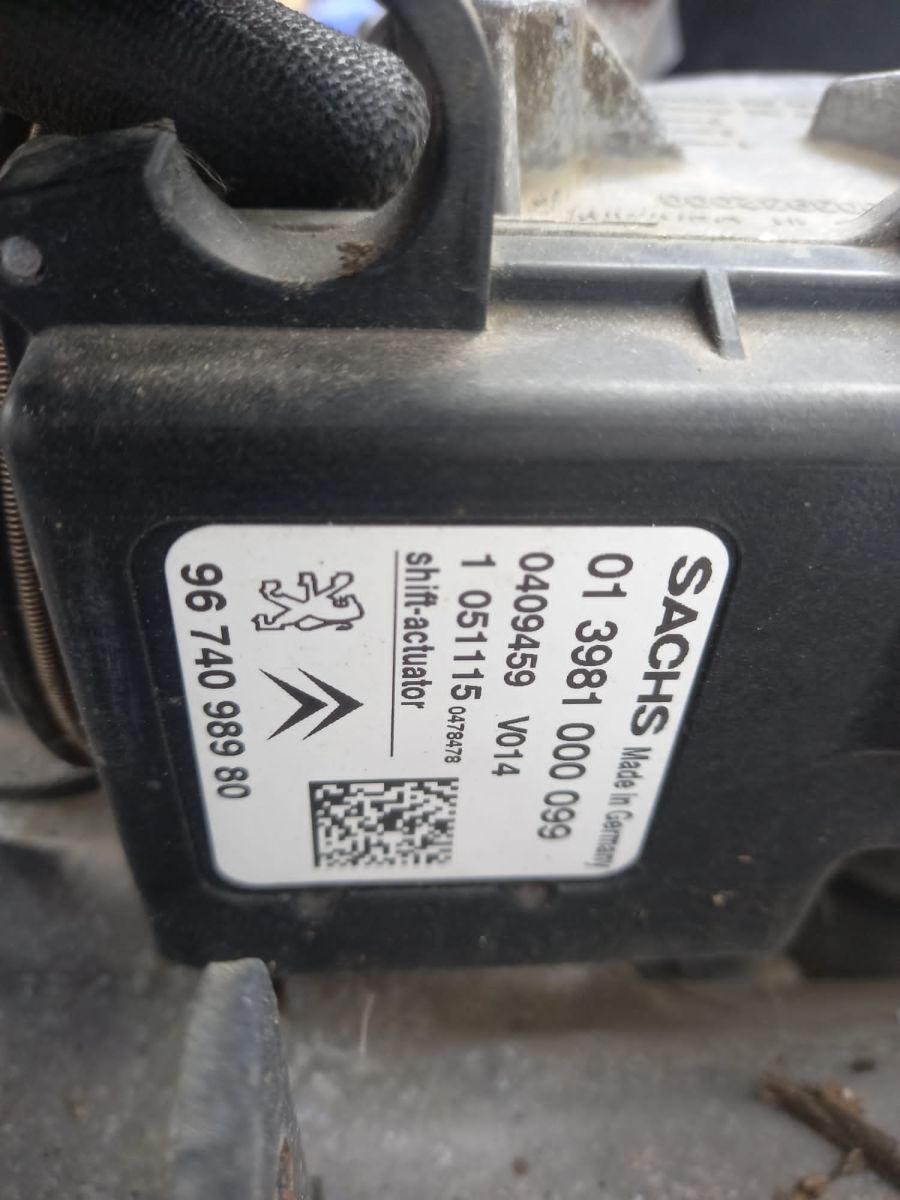 SACHS Made in Germany
01 3981 000 099
0409459 V014
1 051115 0478478
shift-actuator
96 740 989 80